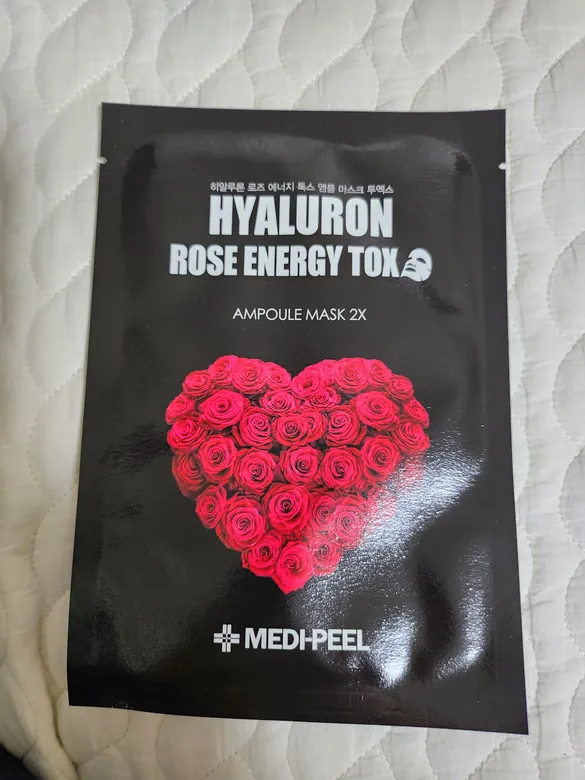 히알루론 로즈 에너지 톡스 앰플 마스크 투엑스
HYALURON
ROSE ENERGY TOX
AMPOULE MASK 2X
MEDI-PEEL